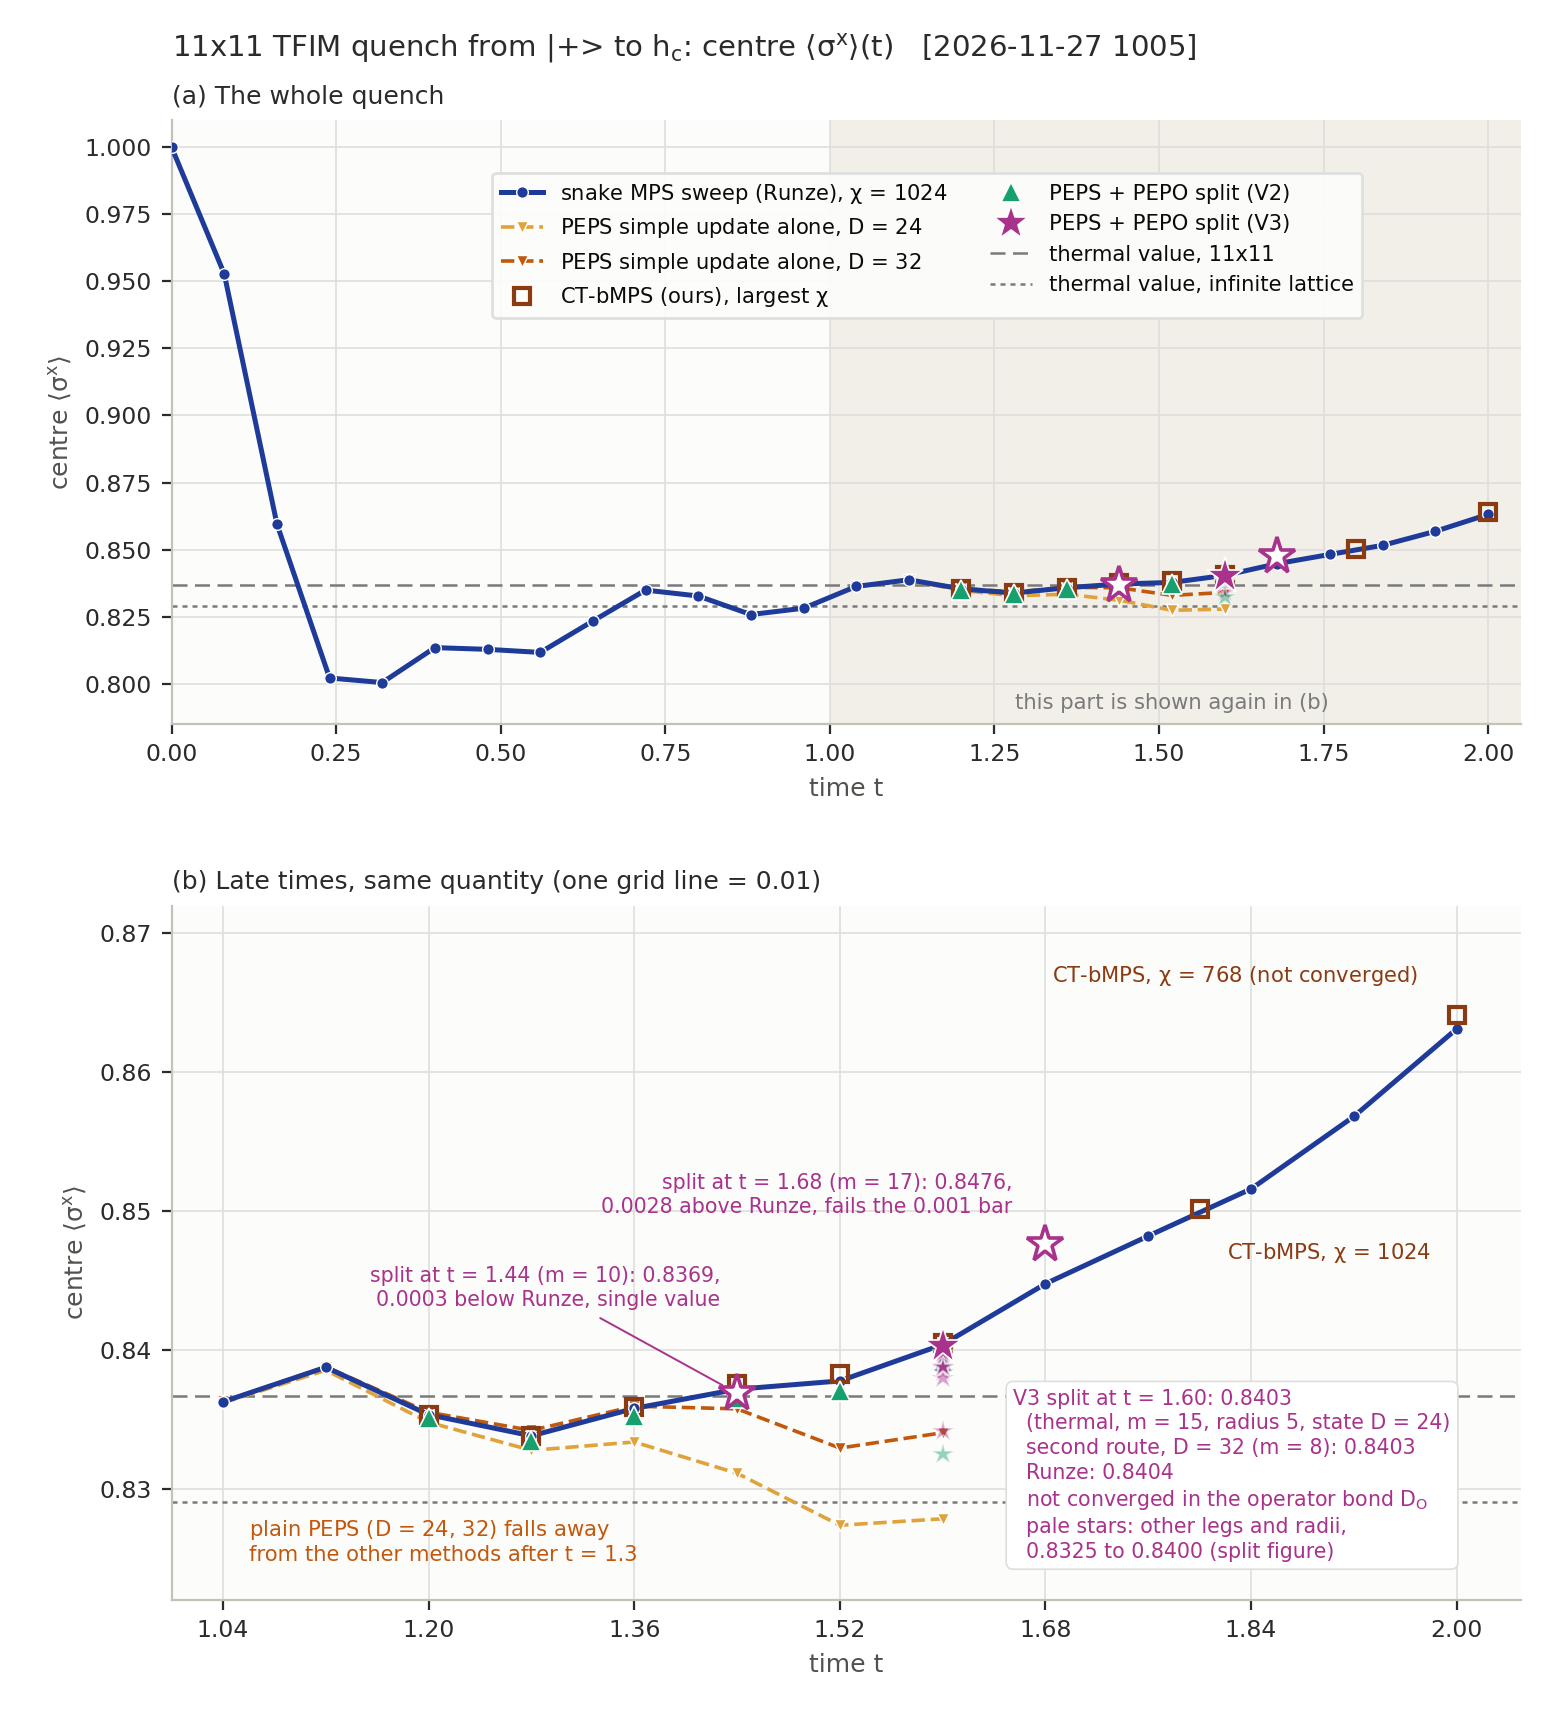 11x11 TFIM quench from |+> to h_c: centre ⟨σ^x⟩(t) [2026-11-27 1005]
(a) The whole quench
1.000
0.975
0.950
0.925
0.900
0.875
0.850
0.825
0.800
centre ⟨σ^x⟩
snake MPS sweep (Runze), χ = 1024
PEPS simple update alone, D = 24
PEPS simple update alone, D = 32
CT-bMPS (ours), largest χ
PEPS + PEPO split (V2)
PEPS + PEPO split (V3)
thermal value, 11x11
thermal value, infinite lattice
this part is shown again in (b)
0.00 0.25 0.50 0.75 1.00 1.25 1.50 1.75 2.00
time t
(b) Late times, same quantity (one grid line = 0.01)
0.87
0.86
0.85
0.84
0.83
centre ⟨σ^x⟩
CT-bMPS, χ = 768 (not converged)
split at t = 1.68 (m = 17): 0.8476,
0.0028 above Runze, fails the 0.001 bar
CT-bMPS, χ = 1024
split at t = 1.44 (m = 10): 0.8369,
0.0003 below Runze, single value
V3 split at t = 1.60: 0.8403
(thermal, m = 15, radius 5, state D = 24)
second route, D = 32 (m = 8): 0.8403
Runze: 0.8404
not converged in the operator bond D_O
pale stars: other legs and radii,
0.8325 to 0.8400 (split figure)
plain PEPS (D = 24, 32) falls away
from the other methods after t = 1.3
1.04 1.20 1.36 1.52 1.68 1.84 2.00
time t